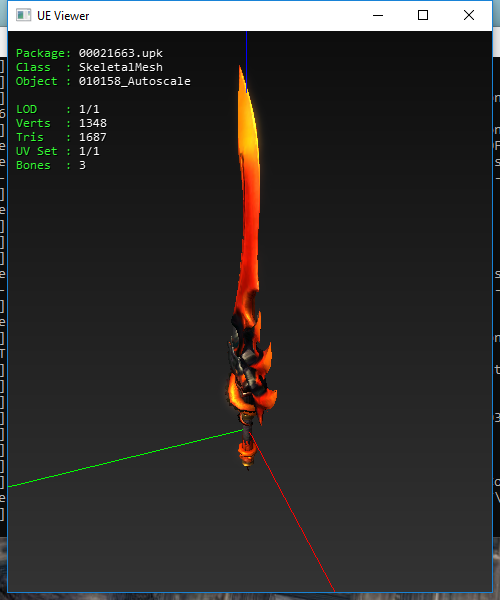 UE Viewer
Package: 00021663.upk
Class  : SkeletalMesh
Object : 010158_Autoscale
LOD    : 1/1
Verts  : 1348
Tris   : 1687
UV Set : 1/1
Bones  : 3